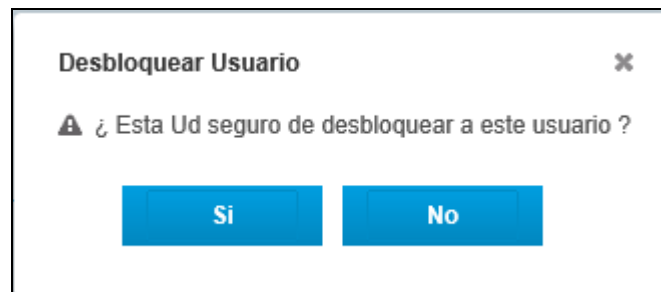 Desbloquear Usuario
¿ Esta Ud seguro de desbloquear a este usuario ?
Si
No